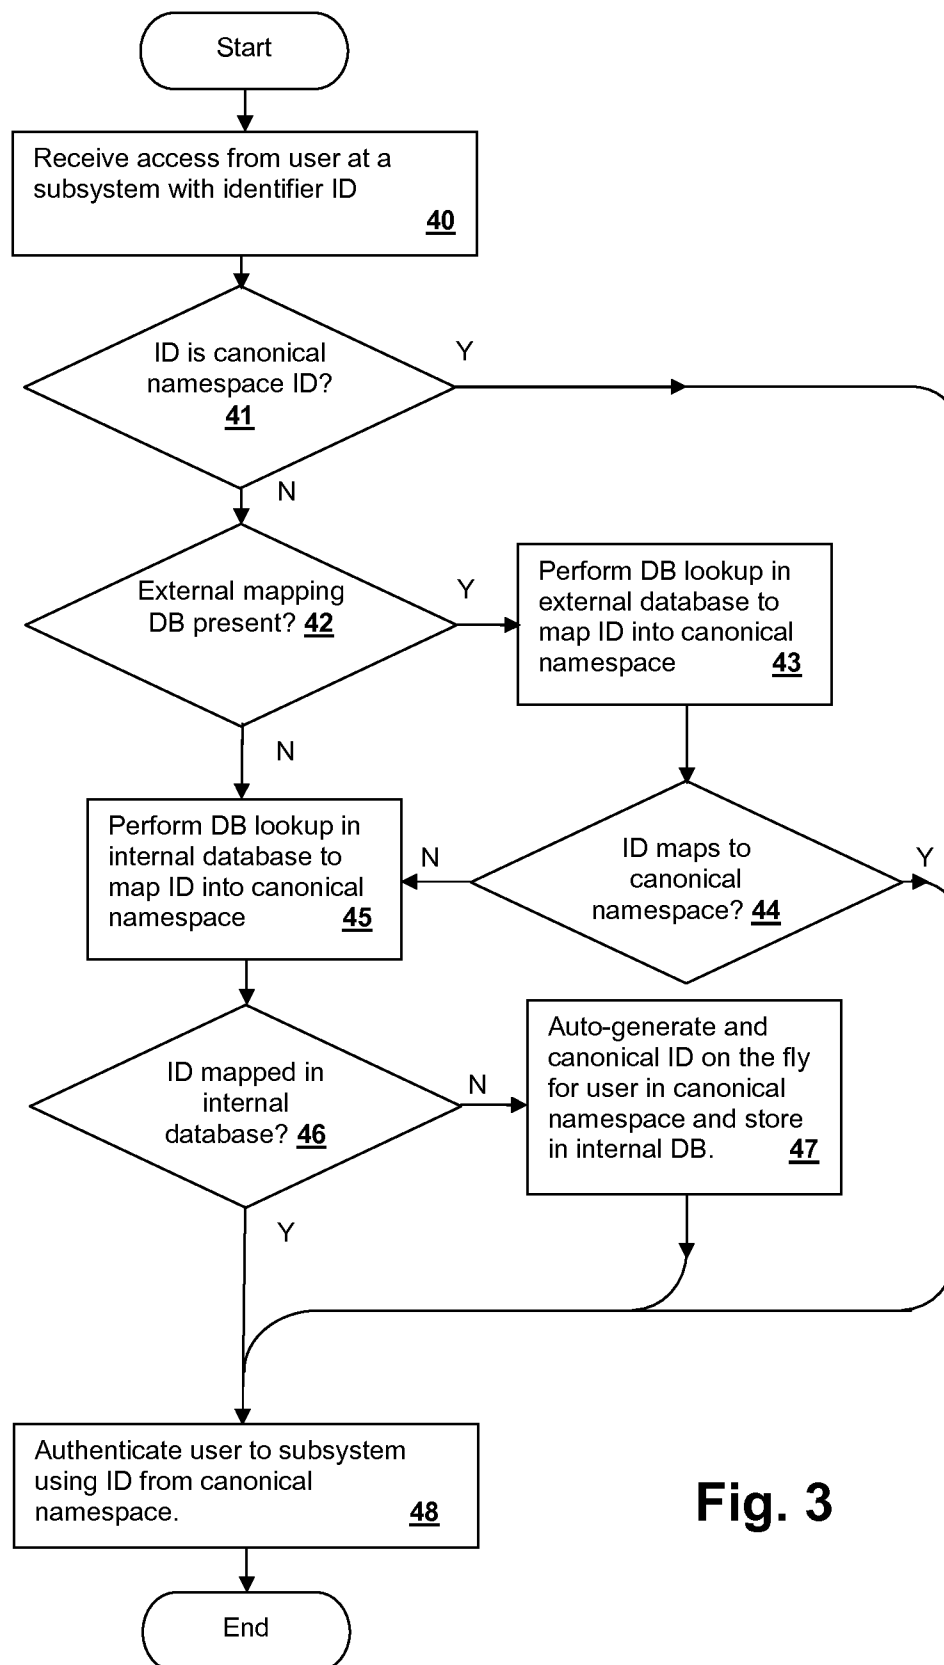 Start
Receive access from user at a
subsystem with identifier ID
40
ID is canonical
namespace ID?
41
Y
N
External mapping
DB present? 42
Y
Perform DB lookup in
external database to
map ID into canonical
namespace 43
N
Perform DB lookup in
internal database to
map ID into canonical
namespace 45
N
ID maps to
canonical
namespace? 44
Y
ID mapped in
internal
database? 46
N
Auto-generate and
canonical ID on the fly
for user in canonical
namespace and store
in internal DB. 47
Y
Authenticate user to subsystem
using ID from canonical
namespace. 48
Fig. 3
End